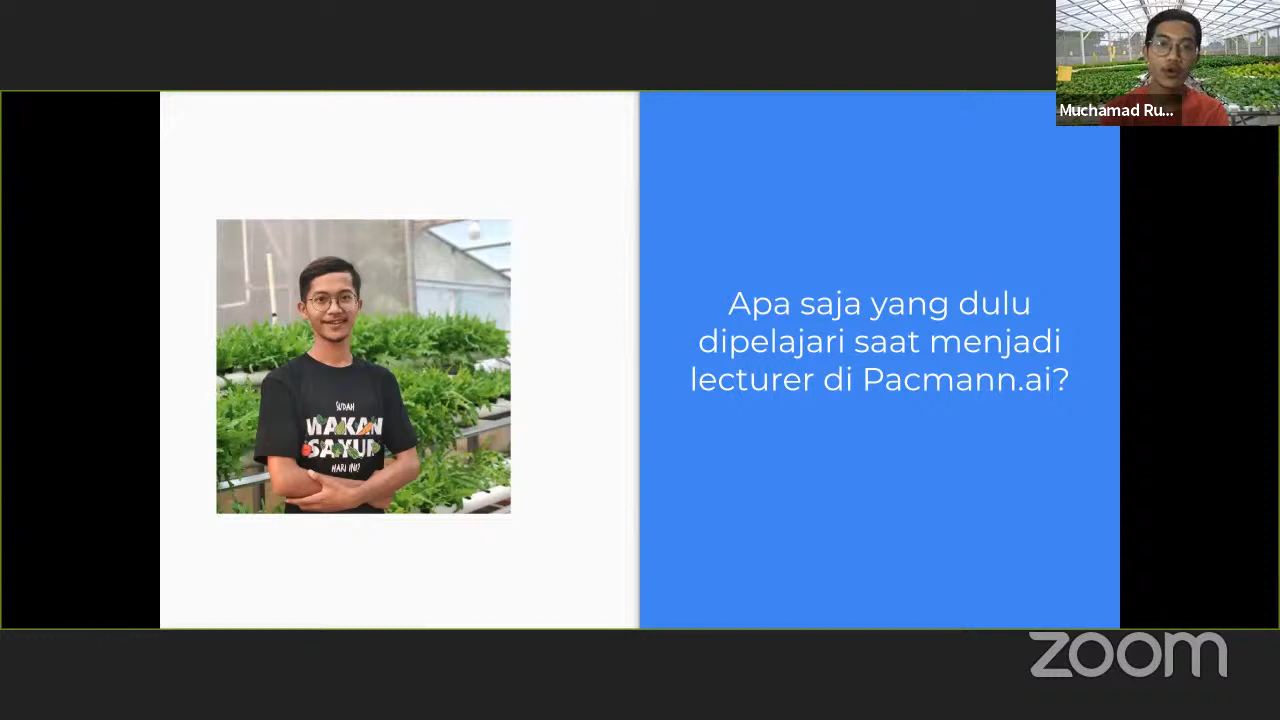 Muchamad Ru...
SUDAH
MAKAN
SAYUR
HARI INI?
Apa saja yang dulu
dipelajari saat menjadi
lecturer di Pacmann.ai?
zoom